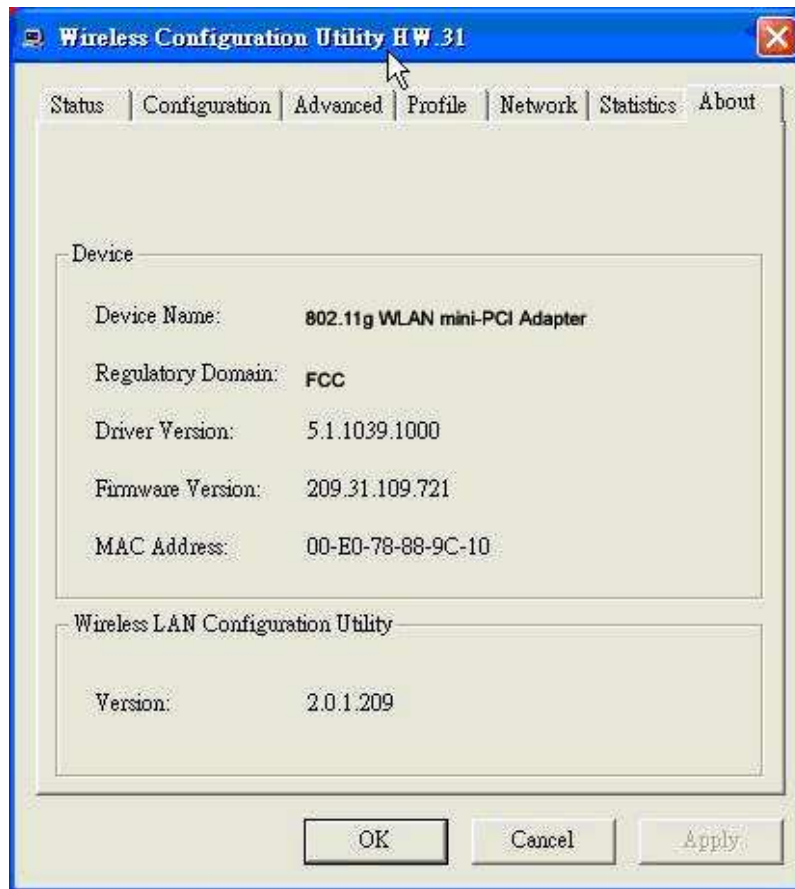 Wireless Configuration Utility HW.31
Status Configuration Advanced Profile Network Statistics About
Device
Device Name: 802.11g WLAN mini-PCI Adapter
Regulatory Domain: FCC
Driver Version: 5.1.1039.1000
Firmware Version: 209.31.109.721
MAC Address: 00-E0-78-88-9C-10
Wireless LAN Configuration Utility
Version: 2.0.1.209
OK Cancel Apply